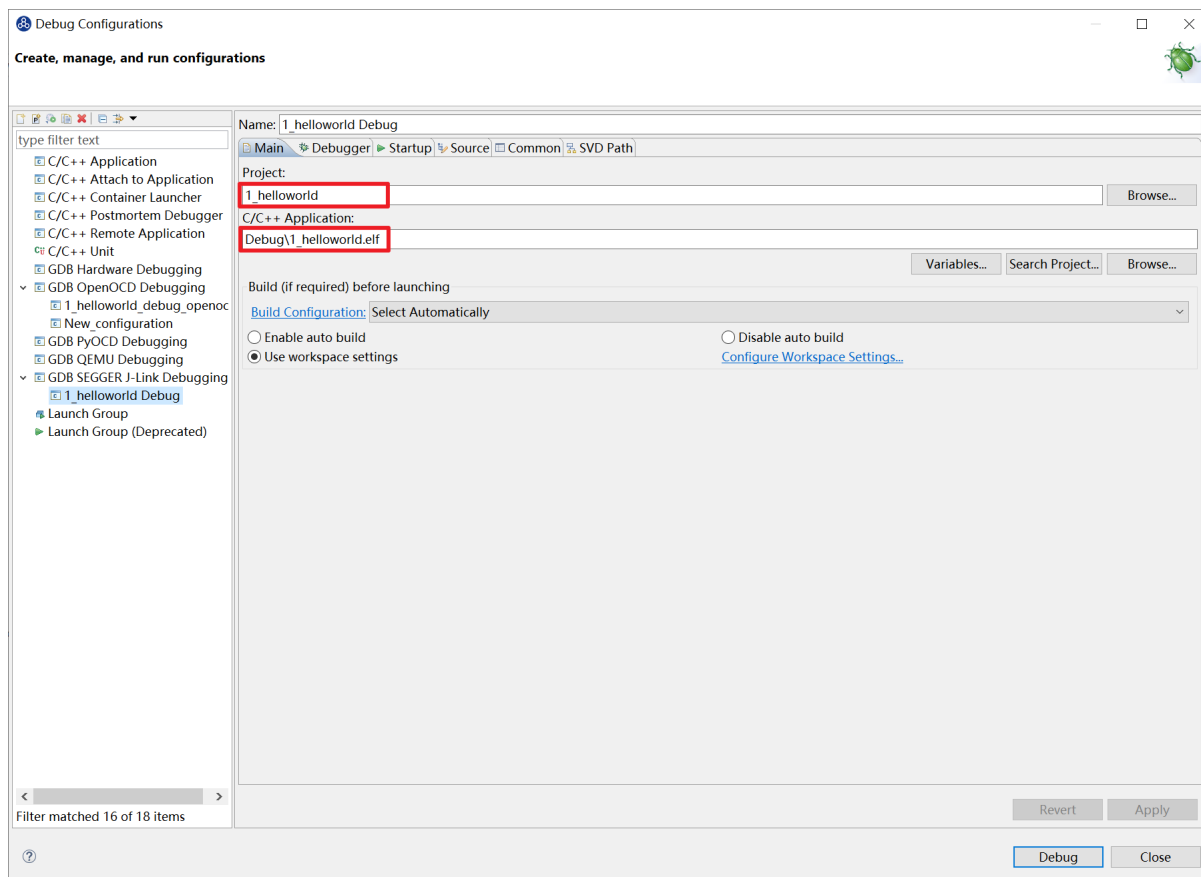 Debug Configurations
Create, manage, and run configurations
type filter text
C/C++ Application
C/C++ Attach to Application
C/C++ Container Launcher
C/C++ Postmortem Debugger
C/C++ Remote Application
C/C++ Unit
GDB Hardware Debugging
GDB OpenOCD Debugging
1_helloworld_debug_openoc
New_configuration
GDB PyOCD Debugging
GDB QEMU Debugging
GDB SEGGER J-Link Debugging
1_helloworld Debug
Launch Group
Launch Group (Deprecated)
Filter matched 16 of 18 items
Name: 1_helloworld Debug
Main Debugger Startup Source Common SVD Path
Project:
1_helloworld Browse...
C/C++ Application:
Debug\1_helloworld.elf
Variables... Search Project... Browse...
Build (if required) before launching
Build Configuration: Select Automatically
Enable auto build Disable auto build
Use workspace settings Configure Workspace Settings...
Revert Apply
Debug Close